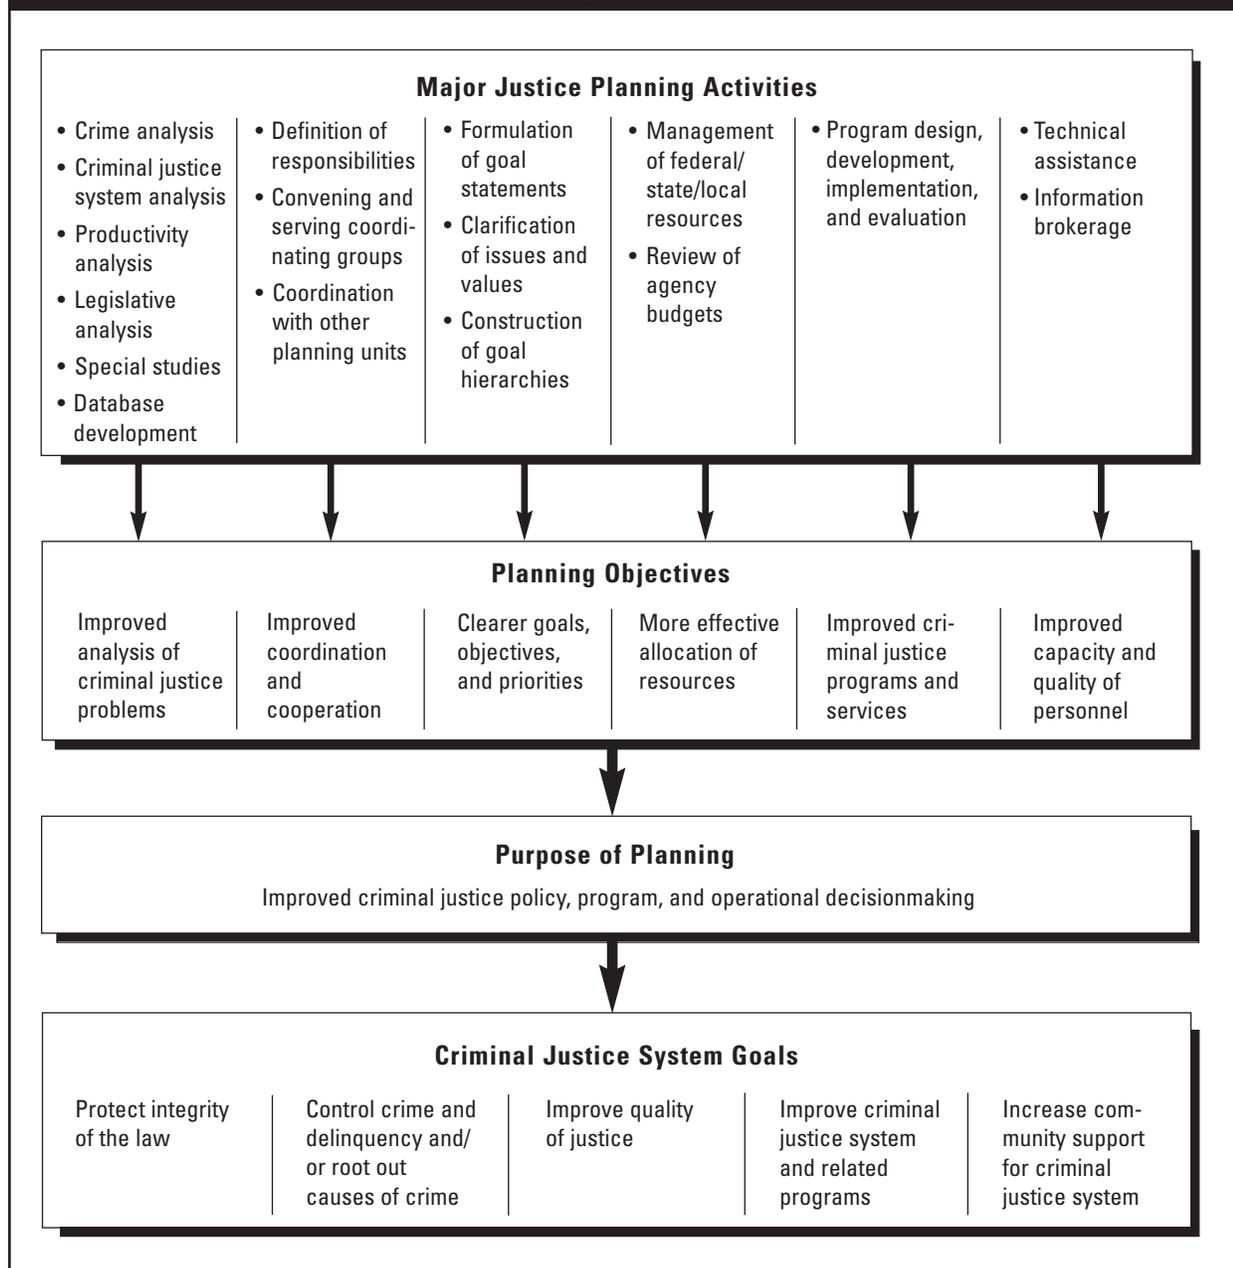 Major Justice Planning Activities
• Crime analysis
• Criminal justice
system analysis
• Productivity
analysis
• Legislative
analysis
• Special studies
• Database
development
• Definition of
responsibilities
• Convening and
serving coordi-
nating groups
• Coordination
with other
planning units
• Formulation
of goal
statements
• Clarification
of issues and
values
• Construction
of goal
hierarchies
• Management
of federal/
state/local
resources
• Review of
agency
budgets
• Program design,
development,
implementation,
and evaluation
• Technical
assistance
• Information
brokerage
Planning Objectives
Improved
analysis of
criminal justice
problems
Improved
coordination
and
cooperation
Clearer goals,
objectives,
and priorities
More effective
allocation of
resources
Improved cri-
minal justice
programs and
services
Improved
capacity and
quality of
personnel
Purpose of Planning
Improved criminal justice policy, program, and operational decisionmaking
Criminal Justice System Goals
Protect integrity
of the law
Control crime and
delinquency and/
or root out
causes of crime
Improve quality
of justice
Improve criminal
justice system
and related
programs
Increase com-
munity support
for criminal
justice system